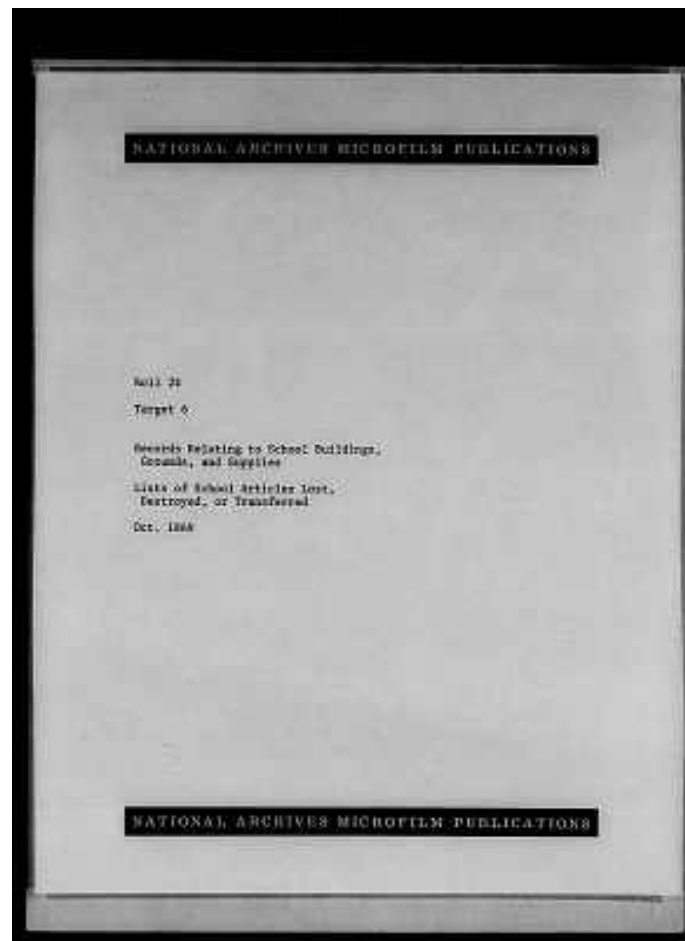 NATIONAL ARCHIVES MICROFILM PUBLICATIONS
Roll
Target 6
Records Relating to School Buildings,
Grounds, and Supplies
Lists of School Articles Lost,
Destroyed, or Transferred
Oct. 1868
NATIONAL ARCHIVES MICROFILM PUBLICATIONS